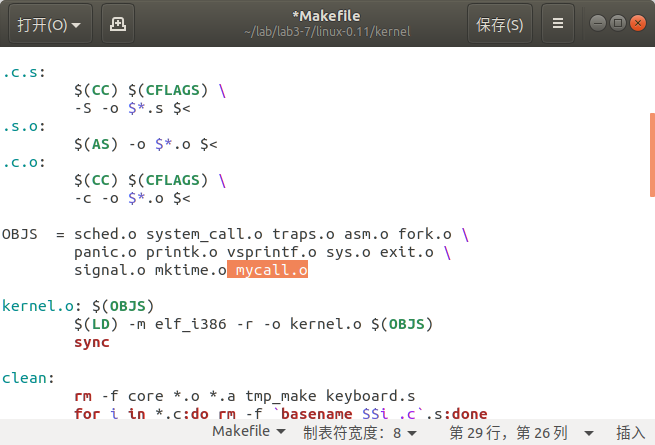 打开(O)
*Makefile
~/lab/lab3-7/linux-0.11/kernel
保存(S)
.c.s:
$(CC) $(CFLAGS) \
-S -o $*.s $<
.s.o:
$(AS) -o $*.o $<
.c.o:
$(CC) $(CFLAGS) \
-c -o $*.o $<
OBJS = sched.o system_call.o traps.o asm.o fork.o \
panic.o printk.o vsprintf.o sys.o exit.o \
signal.o mktime.o mycall.o
kernel.o: $(OBJS)
$(LD) -m elf_i386 -r -o kernel.o $(OBJS)
sync
clean:
rm -f core *.o *.a tmp_make keyboard.s
for i in *.c;do rm -f `basename $$i .c`.s;done
Makefile 制表符宽度：8 第 29 行，第 26 列 插入